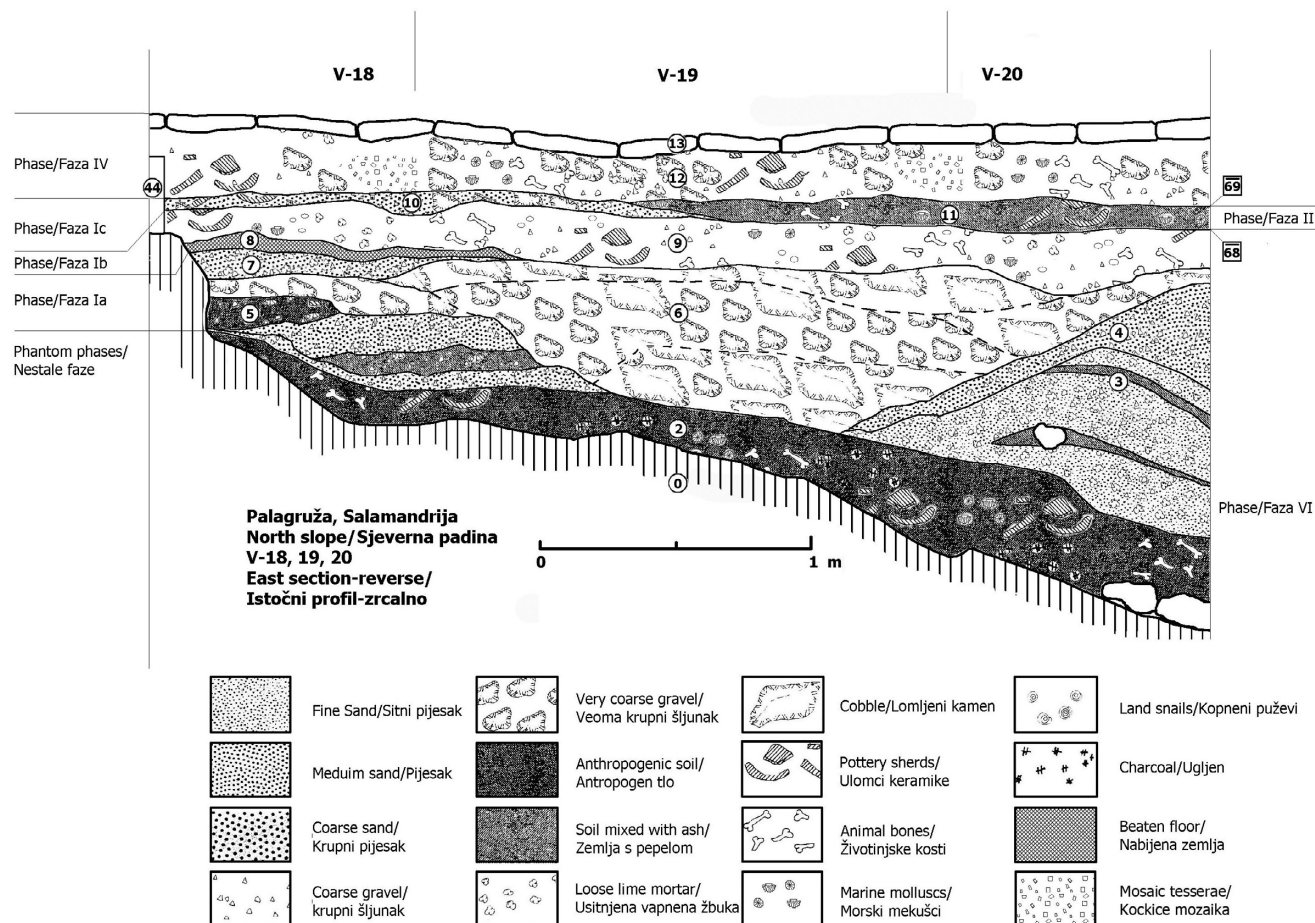 V-18
V-19
V-20
Phase/Faza IV
44
Phase/Faza Ic
Phase/Faza Ib
Phase/Faza Ia
Phantom phases/
Nestale faze
13
12
10
11
9
8
7
6
5
4
3
2
0
69
Phase/Faza II
68
Phase/Faza VI
Palagruža, Salamandrija
North slope/Sjeverna padina
V-18, 19, 20
East section-reverse/
Istočni profil-zrcalno
0 1 m
Fine Sand/Sitni pijesak
Meduim sand/Pijesak
Coarse sand/
Krupni pijesak
Coarse gravel/
krupni šljunak
Very coarse gravel/
Veoma krupni šljunak
Anthropogenic soil/
Antropogen tlo
Soil mixed with ash/
Zemlja s pepelom
Loose lime mortar/
Usitnjena vapnena žbuka
Cobble/Lomljeni kamen
Pottery sherds/
Ulomci keramike
Animal bones/
Životinjske kosti
Marine molluscs/
Morski mekušci
Land snails/Kopneni puževi
Charcoal/Ugljen
Beaten floor/
Nabijena zemlja
Mosaic tesserae/
Kockice mozaika